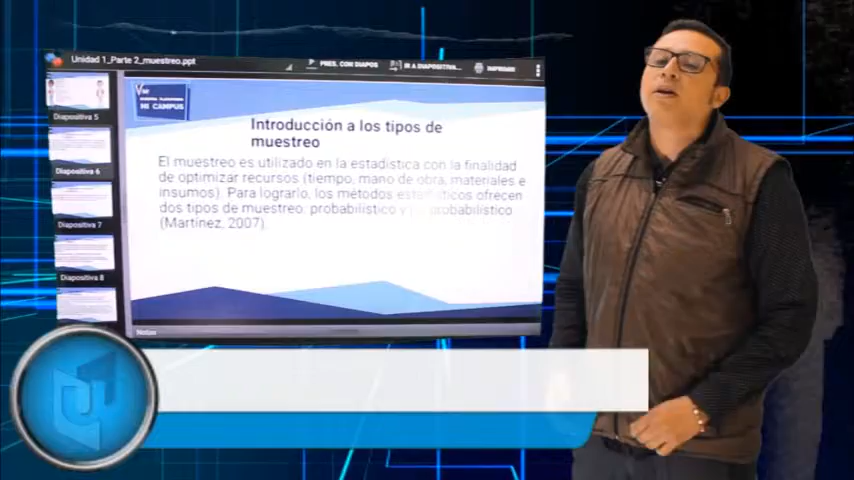 Unidad 1_Parte 2_muestreo.ppt
PRES. CON DIAPOS
IR A DIAPOSITIVA...
IMPRIMIR
Diapositiva 5
Diapositiva 6
Diapositiva 7
Diapositiva 8
HI CAMPUS
Introducción a los tipos de
muestreo
El muestreo es utilizado en la estadística con la finalidad
de optimizar recursos (tiempo, mano de obra, materiales e
insumos). Para lograrlo, los métodos estadísticos ofrecen
dos tipos de muestreo: probabilístico y no probabilístico
(Martínez, 2007).
Notas